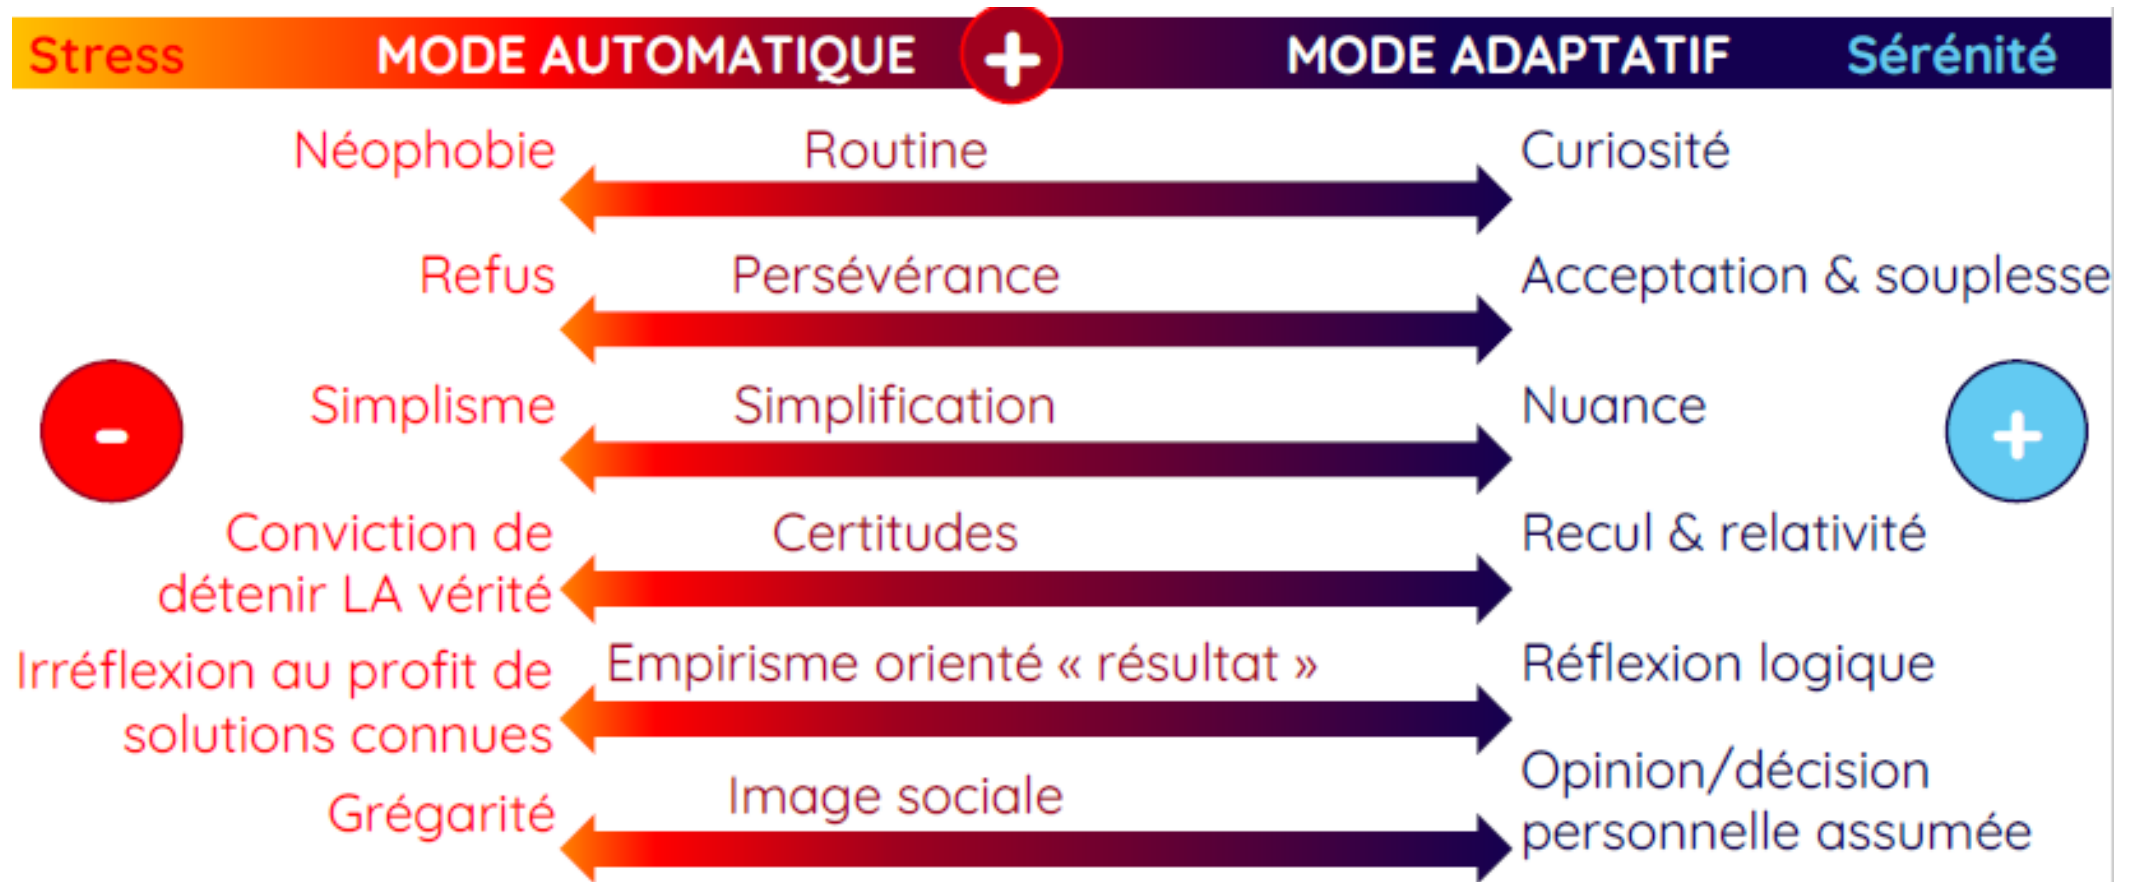 Stress MODE AUTOMATIQUE + MODE ADAPTATIF Sérénité
Néophobie Routine Curiosité
Refus Persévérance Acceptation & souplesse
Simplisme Simplification Nuance
- +
Conviction de Certitudes Recul & relativité
détenir LA vérité
Irréflexion au profit de Empirisme orienté « résultat » Réflexion logique
solutions connues
Grégarité Image sociale Opinion/décision
personnelle assumée